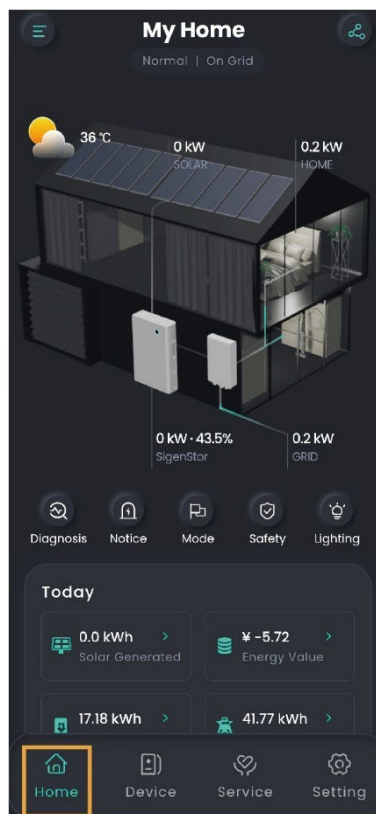 My Home
Normal | On Grid
36 ℃
0 kW
SOLAR
0.2 kW
HOME
0 kW · 43.5%
SigenStor
0.2 kW
GRID
Diagnosis
Notice
Mode
Safety
Lighting
Today
0.0 kWh
Solar Generated
¥ -5.72
Energy Value
17.18 kWh
41.77 kWh
Home
Device
Service
Setting